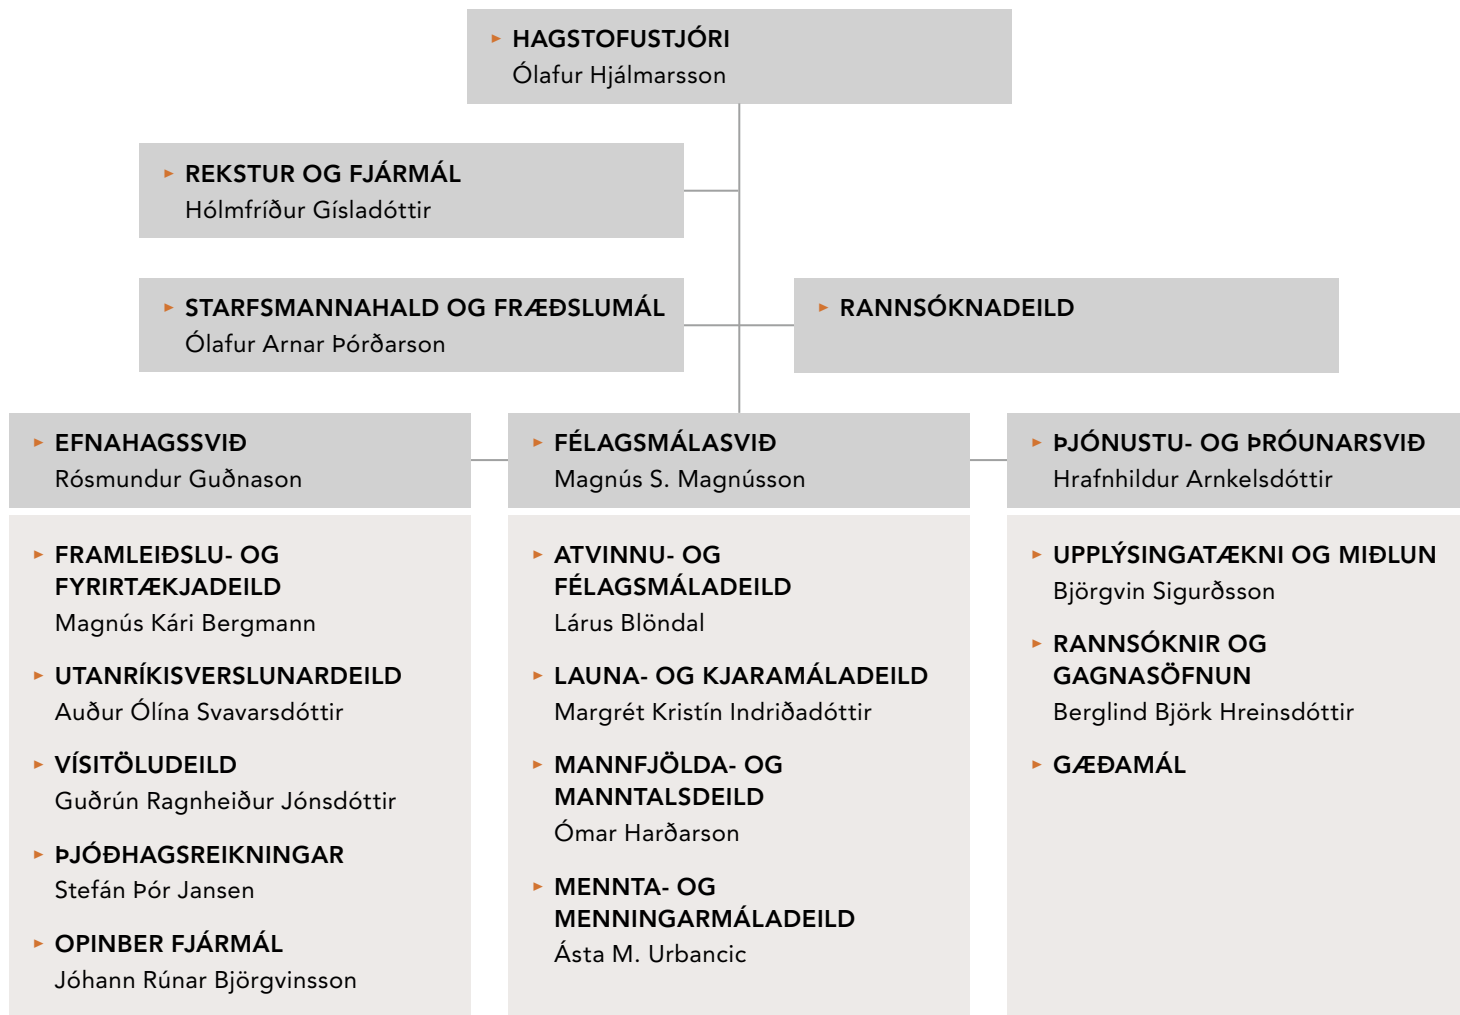 HAGSTOFUSTJÓRI
Ólafur Hjálmarsson
REKSTUR OG FJÁRMÁL
Hólmfríður Gísladóttir
STARFSMANNAHALD OG FRÆÐSLUMÁL
Ólafur Arnar Þórðarson
RANNSÓKNADEILD
EFNAHAGSSVIÐ
Rósmundur Guðnason
FRAMLEIÐSLU- OG
FYRIRTÆKJADEILD
Magnús Kári Bergmann
UTANRÍKISVERSLUNARDEILD
Auður Ólína Svavarsdóttir
VÍSITÖLUDEILD
Guðrún Ragnheiður Jónsdóttir
ÞJÓÐHAGSREIKNINGAR
Stefán Þór Jansen
OPINBER FJÁRMÁL
Jóhann Rúnar Björgvinsson
FÉLAGSMÁLASVIÐ
Magnús S. Magnússon
ATVINNU- OG
FÉLAGSMÁLADEILD
Lárus Blöndal
LAUNA- OG KJARAMÁLADEILD
Margrét Kristín Indriðadóttir
MANNFJÖLDA- OG
MANNTALSDEILD
Ómar Harðarson
MENNTA- OG
MENNINGARMÁLADEILD
Ásta M. Urbancic
ÞJÓNUSTU- OG ÞRÓUNARSVIÐ
Hrafnhildur Arnkelsdóttir
UPPLÝSINGATÆKNI OG MIÐLUN
Björgvin Sigurðsson
RANNSÓKNIR OG
GAGNASÖFNUN
Berglind Björk Hreinsdóttir
GÆÐAMÁL